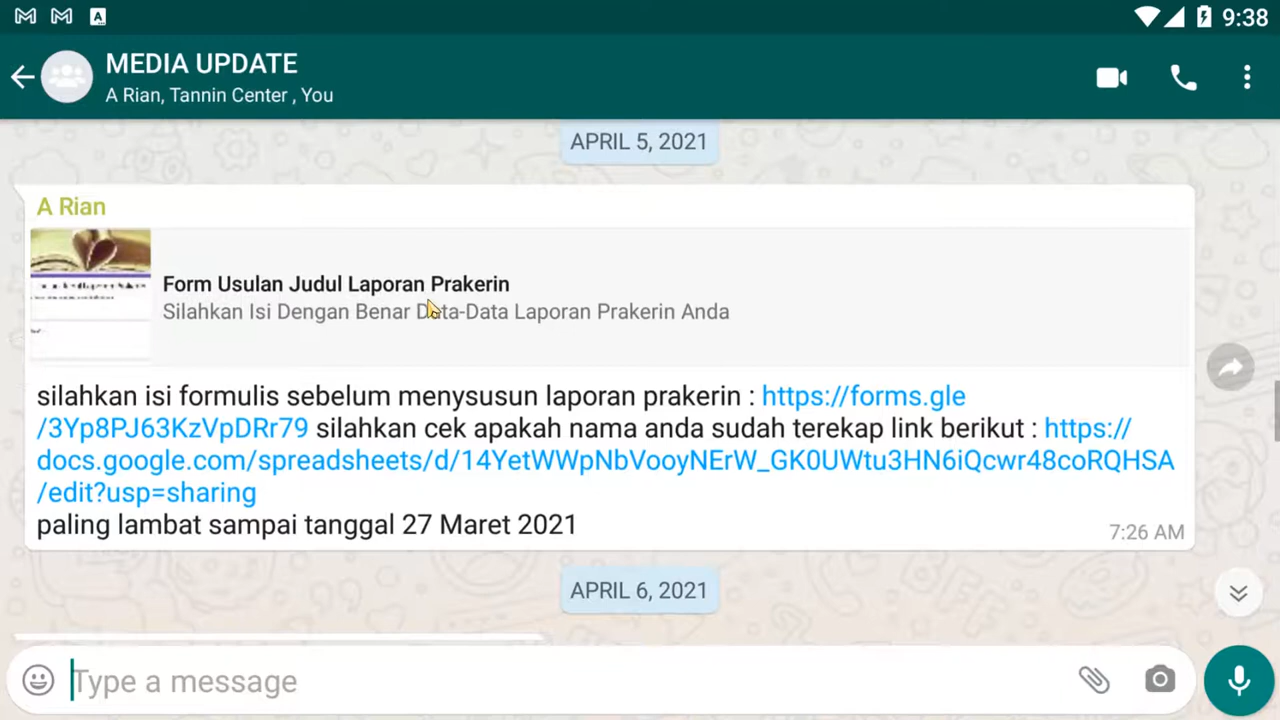 9:38
MEDIA UPDATE
A Rian, Tannin Center , You
APRIL 5, 2021
A Rian
Form Usulan Judul Laporan Prakerin
Silahkan Isi Dengan Benar Data-Data Laporan Prakerin Anda
silahkan isi formulis sebelum menysusun laporan prakerin : https://forms.gle
/3Yp8PJ63KzVpDRr79 silahkan cek apakah nama anda sudah terekap link berikut : https://
docs.google.com/spreadsheets/d/14YetWWpNbVooyNErW_GK0UWtu3HN6iQcwr48coRQHSA
/edit?usp=sharing
paling lambat sampai tanggal 27 Maret 2021
7:26 AM
APRIL 6, 2021
Type a message